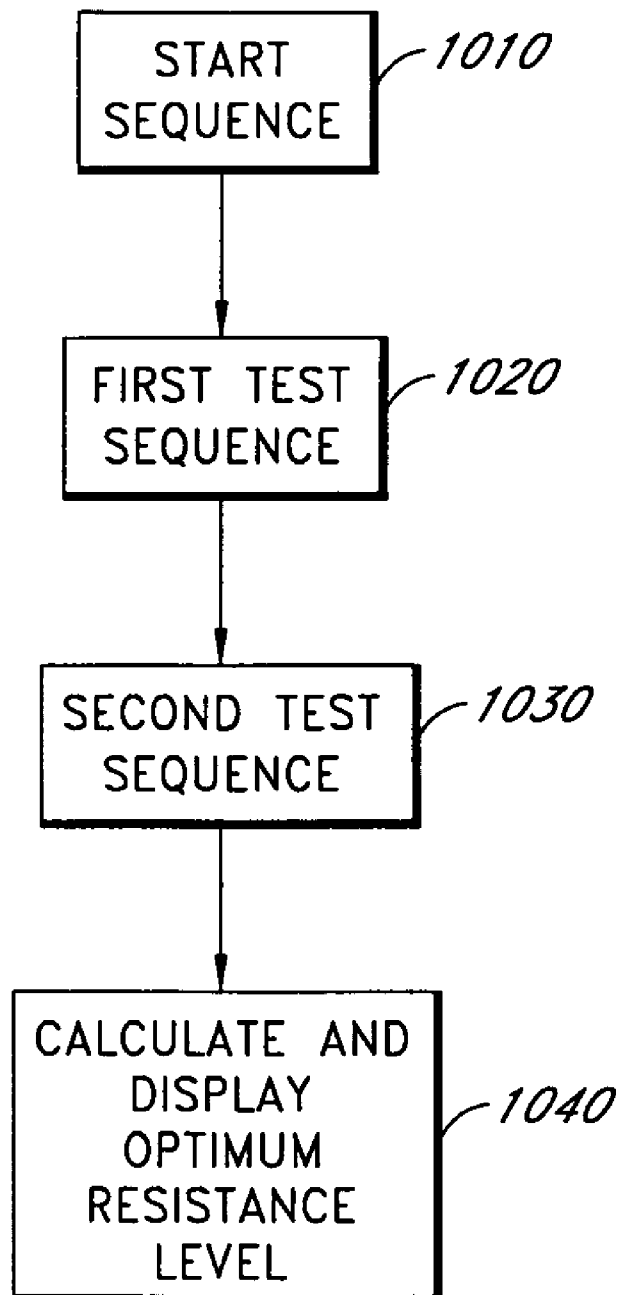 START
SEQUENCE
1010
FIRST TEST
SEQUENCE
1020
SECOND TEST
SEQUENCE
1030
CALCULATE AND
DISPLAY
OPTIMUM
RESISTANCE
LEVEL
1040